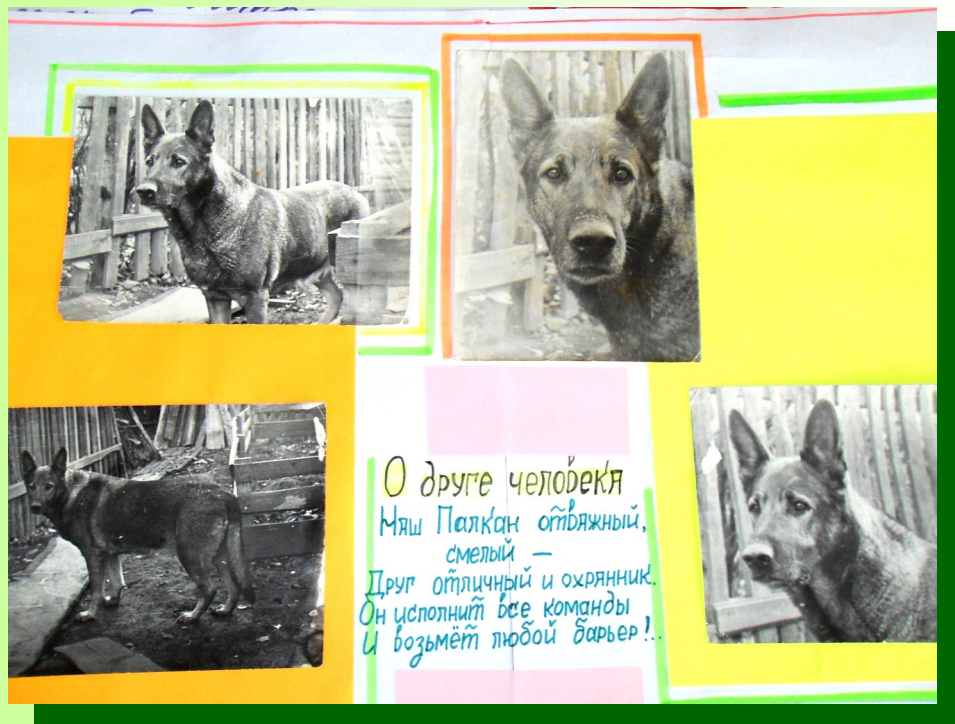 О друге человека
Наш Палкан отважный,
смелый —
Друг отличный и охранник.
Он исполнит все команды
И возьмёт любой барьер!..